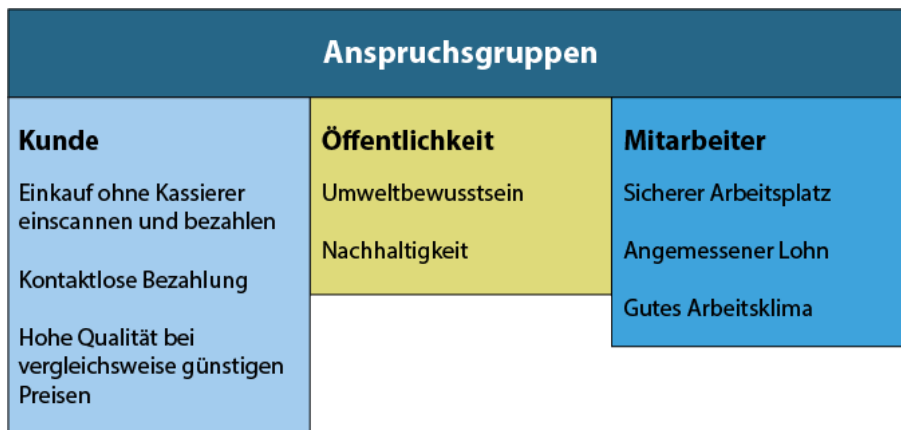 Anspruchsgruppen
Kunde
Einkauf ohne Kassierer
einscannen und bezahlen
Kontaktlose Bezahlung
Hohe Qualität bei
vergleichsweise günstigen
Preisen
Öffentlichkeit
Umweltbewusstsein
Nachhaltigkeit
Mitarbeiter
Sicherer Arbeitsplatz
Angemessener Lohn
Gutes Arbeitsklima